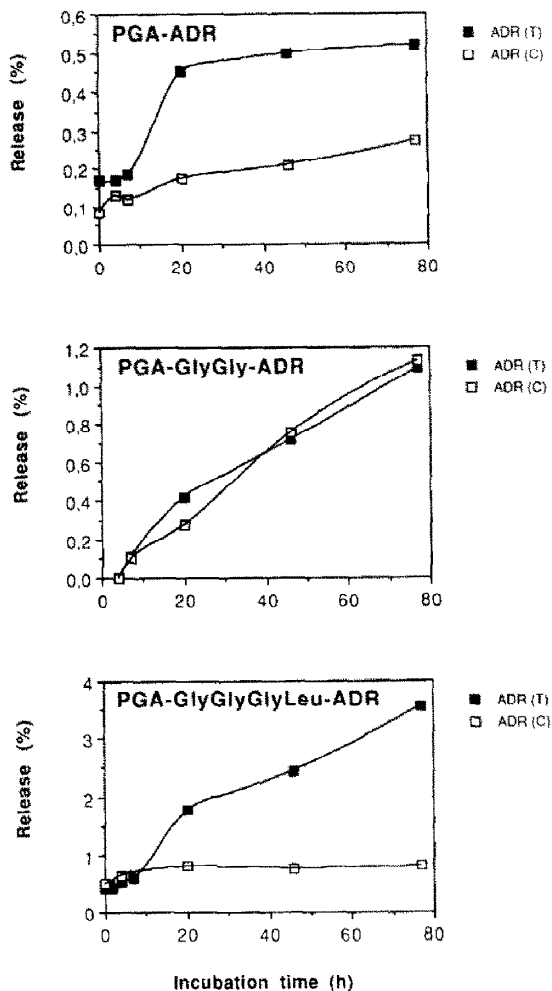 PGA-ADR
ADR (T)
ADR (C)
Release (%)
0,6
0,5
0,4
0,3
0,2
0,1
0,0
0 20 40 60 80
PGA-GlyGly-ADR
ADR (T)
ADR (C)
Release (%)
1,2
1,0
0,8
0,6
0,4
0,2
0,0
0 20 40 60 80
PGA-GlyGlyGlyLeu-ADR
ADR (T)
ADR (C)
Release (%)
4
3
2
1
0
0 20 40 60 80
Incubation time (h)